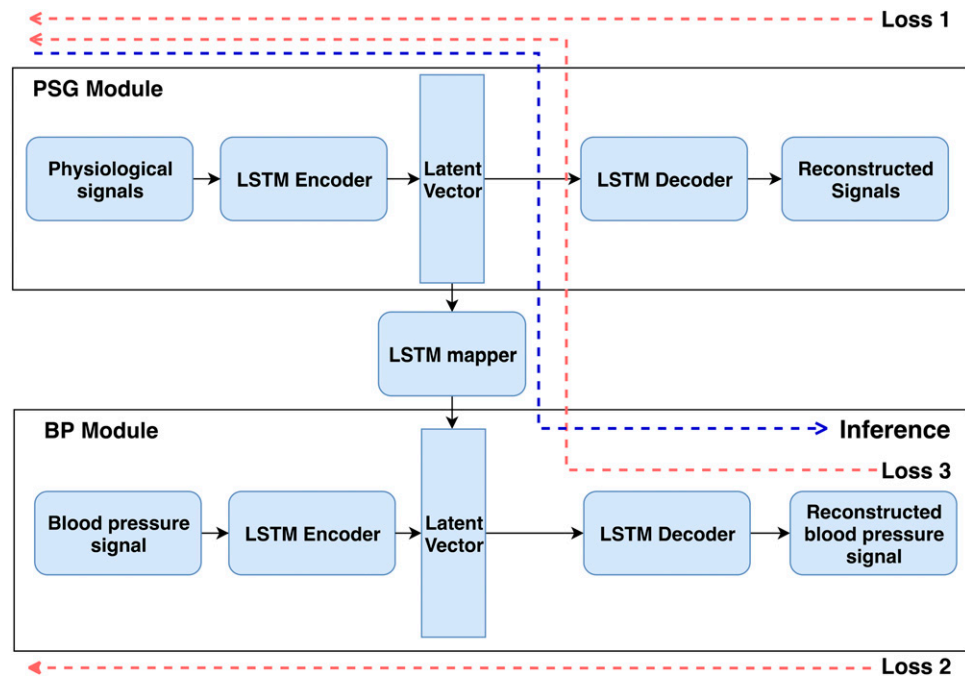 Loss 1
PSG Module
Physiological
signals
LSTM Encoder
Latent
Vector
LSTM Decoder
Reconstructed
Signals
LSTM mapper
BP Module
Inference
Loss 3
Blood pressure
signal
LSTM Encoder
Latent
Vector
LSTM Decoder
Reconstructed
blood pressure
signal
Loss 2